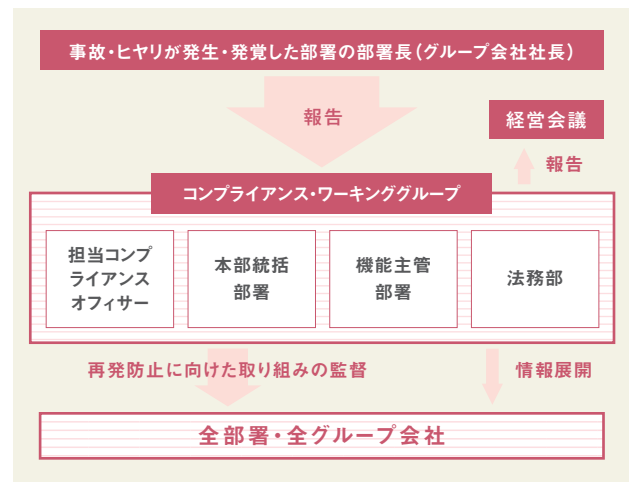 事故・ヒヤリが発生・発覚した部署の部署長(グループ会社社長)
報告
経営会議
報告
コンプライアンス・ワーキンググループ
担当コンプ
ライアンス
オフィサー
本部統括
部署
機能主管
部署
法務部
再発防止に向けた取り組みの監督
情報展開
全部署・全グループ会社